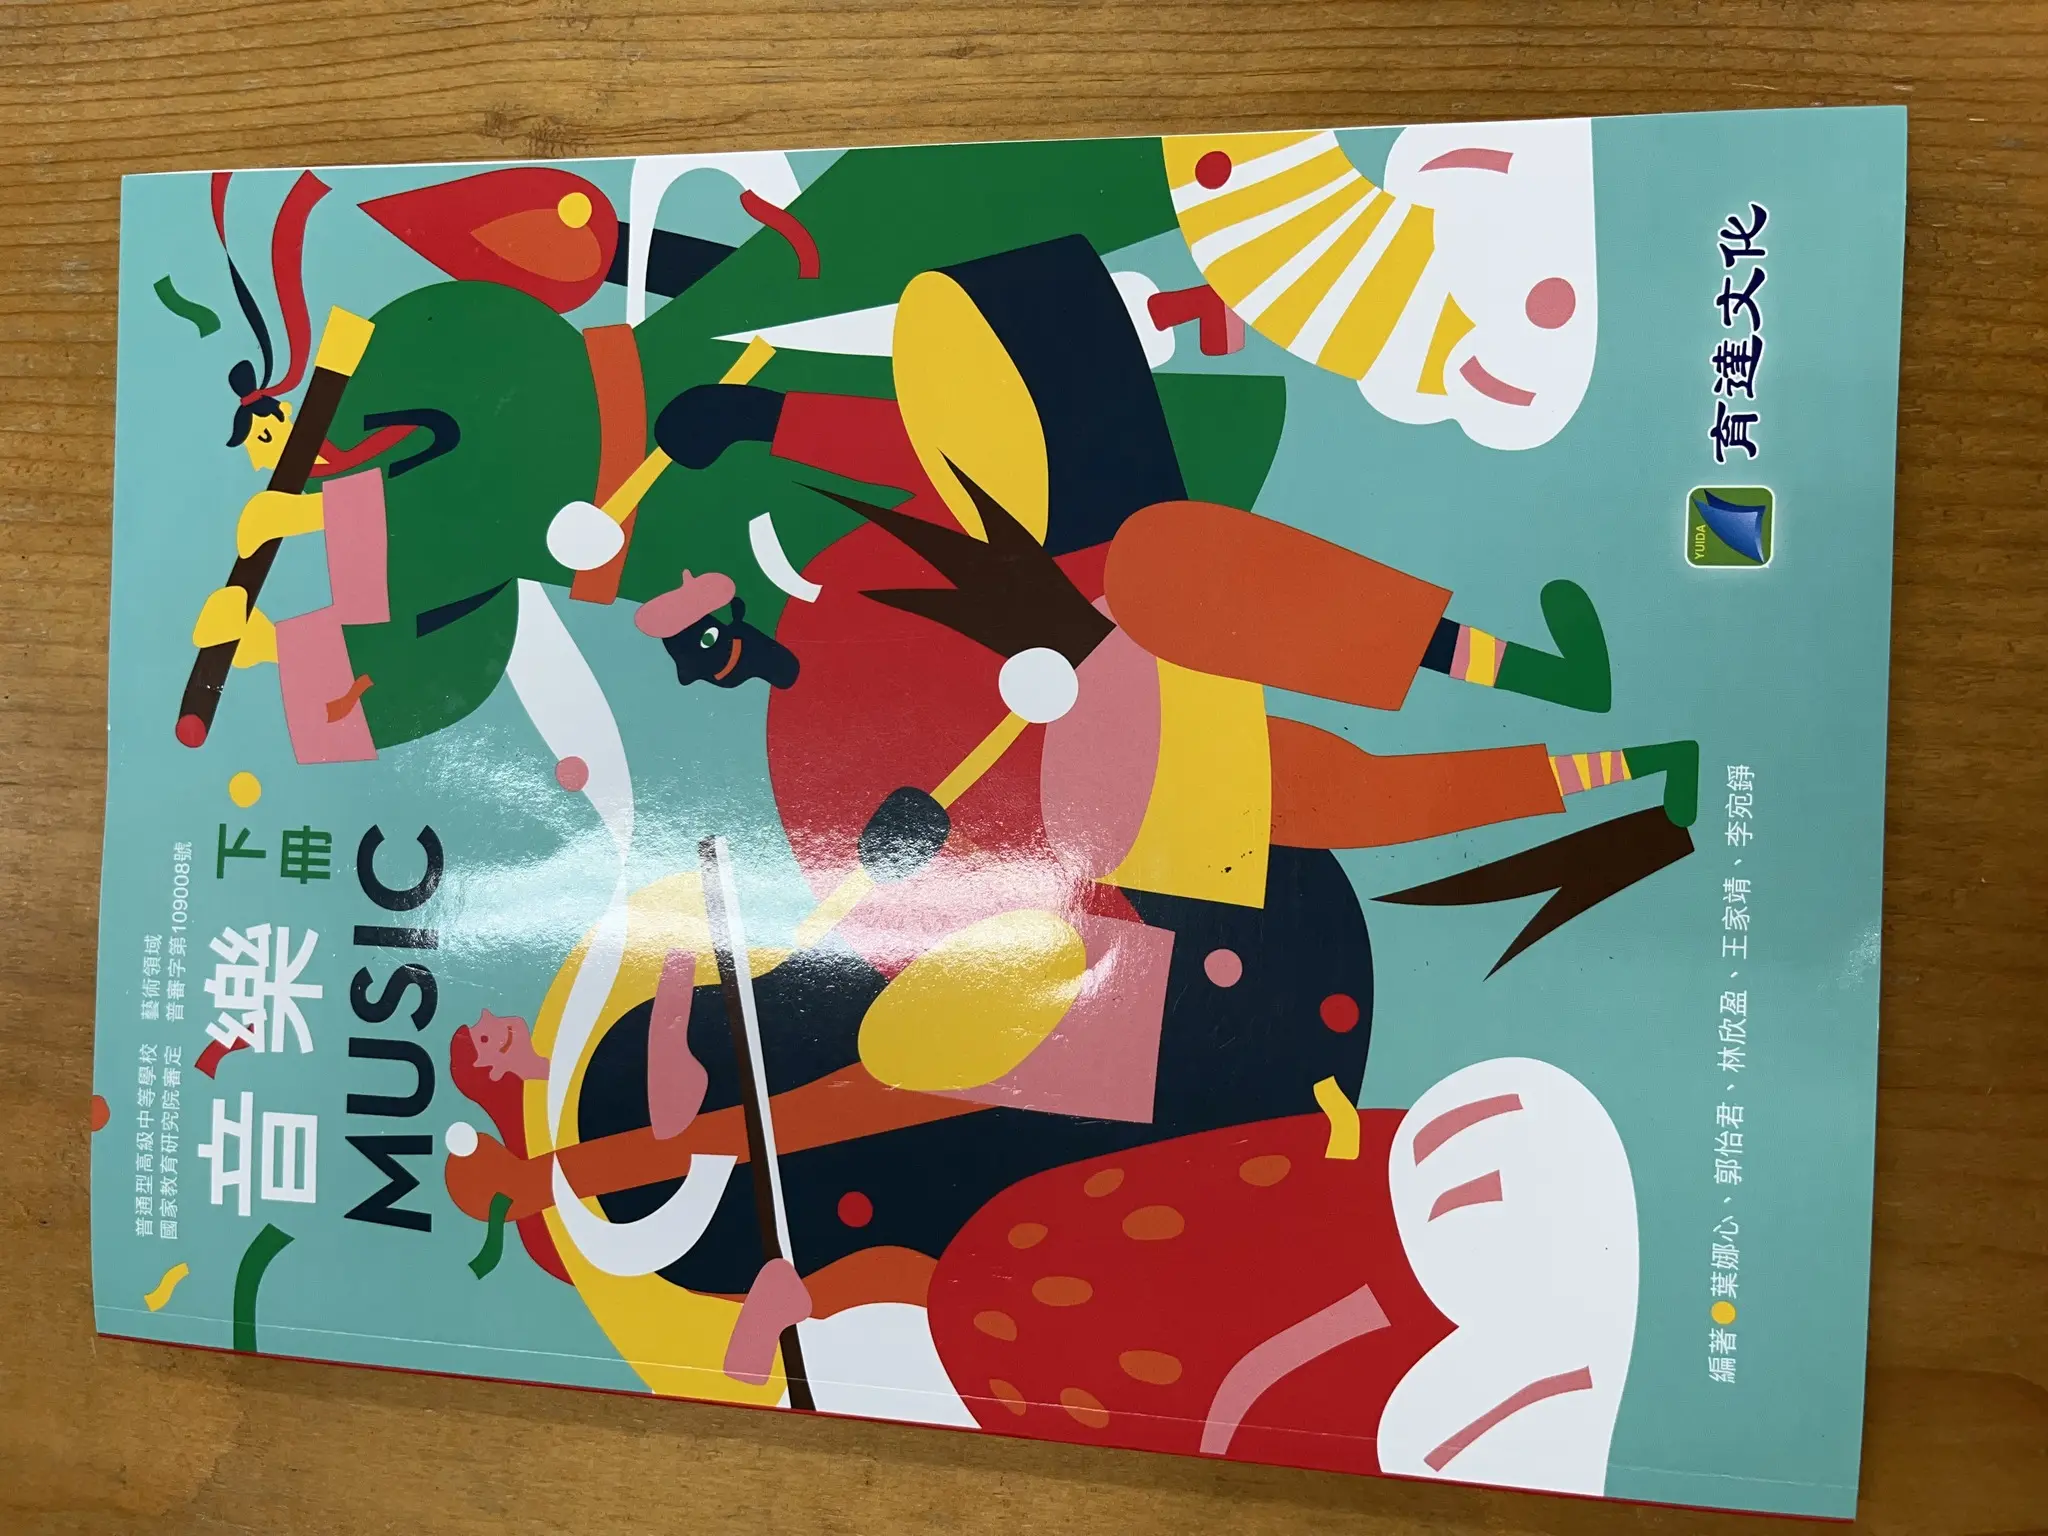 普通型高級中等學校 藝術領域
國家教育研究院審定 普審字第109008號
音樂 下冊
MUSIC
編著●葉娜心、郭怡君、林欣盈、王家靖、李宛錚
YUIDA
育達文化